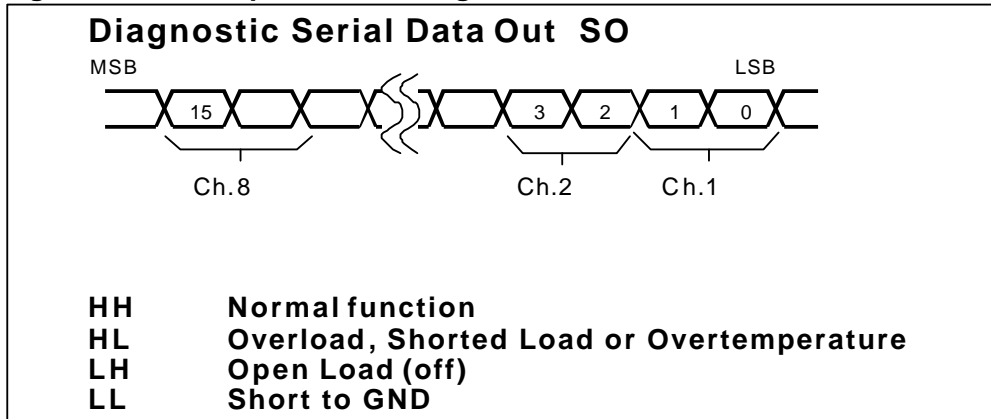 Diagnostic Serial Data Out SO
MSB LSB
15 3 2 1 0
Ch.8 Ch.2 Ch.1
HH Normal function
HL Overload, Shorted Load or Overtemperature
LH Open Load (off)
LL Short to GND